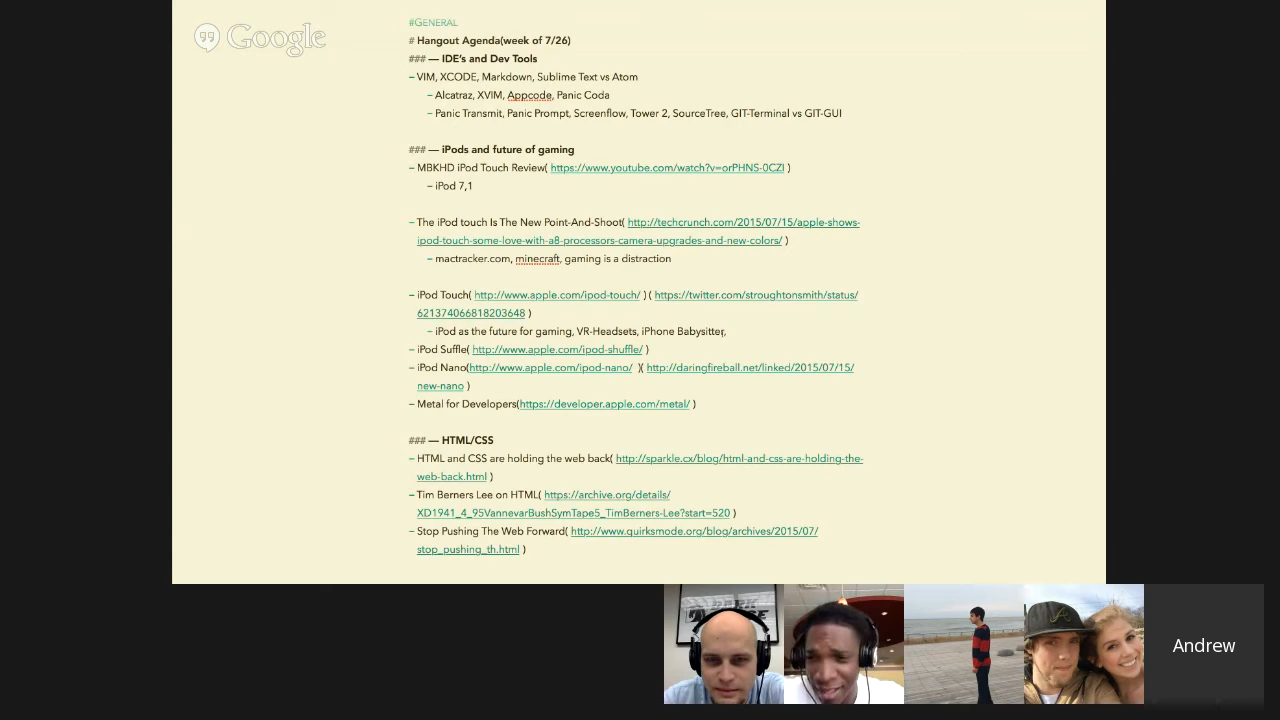 Google
#GENERAL
# Hangout Agenda(week of 7/26)
### — IDE's and Dev Tools
– VIM, XCODE, Markdown, Sublime Text vs Atom
– Alcatraz, XVIM, Appcode, Panic Coda
– Panic Transmit, Panic Prompt, Screenflow, Tower 2, SourceTree, GIT-Terminal vs GIT-GUI
### — iPods and future of gaming
– MBKHD iPod Touch Review( https://www.youtube.com/watch?v=orPHNS-0CZI )
– iPod 7,1
– The iPod touch Is The New Point-And-Shoot( http://techcrunch.com/2015/07/15/apple-shows-
ipod-touch-some-love-with-a8-processors-camera-upgrades-and-new-colors/ )
– mactracker.com, minecraft, gaming is a distraction
– iPod Touch( http://www.apple.com/ipod-touch/ ) ( https://twitter.com/stroughtonsmith/status/
621374066818203648 )
– iPod as the future for gaming, VR-Headsets, iPhone Babysitter,
– iPod Suffle( http://www.apple.com/ipod-shuffle/ )
– iPod Nano(http://www.apple.com/ipod-nano/ )( http://daringfireball.net/linked/2015/07/15/
new-nano )
– Metal for Developers(https://developer.apple.com/metal/ )
### — HTML/CSS
– HTML and CSS are holding the web back( http://sparkle.cx/blog/html-and-css-are-holding-the-
web-back.html )
– Tim Berners Lee on HTML( https://archive.org/details/
XD1941_4_95VannevarBushSymTape5_TimBerners-Lee?start=520 )
– Stop Pushing The Web Forward( http://www.quirksmode.org/blog/archives/2015/07/
stop_pushing_th.html )
Andrew